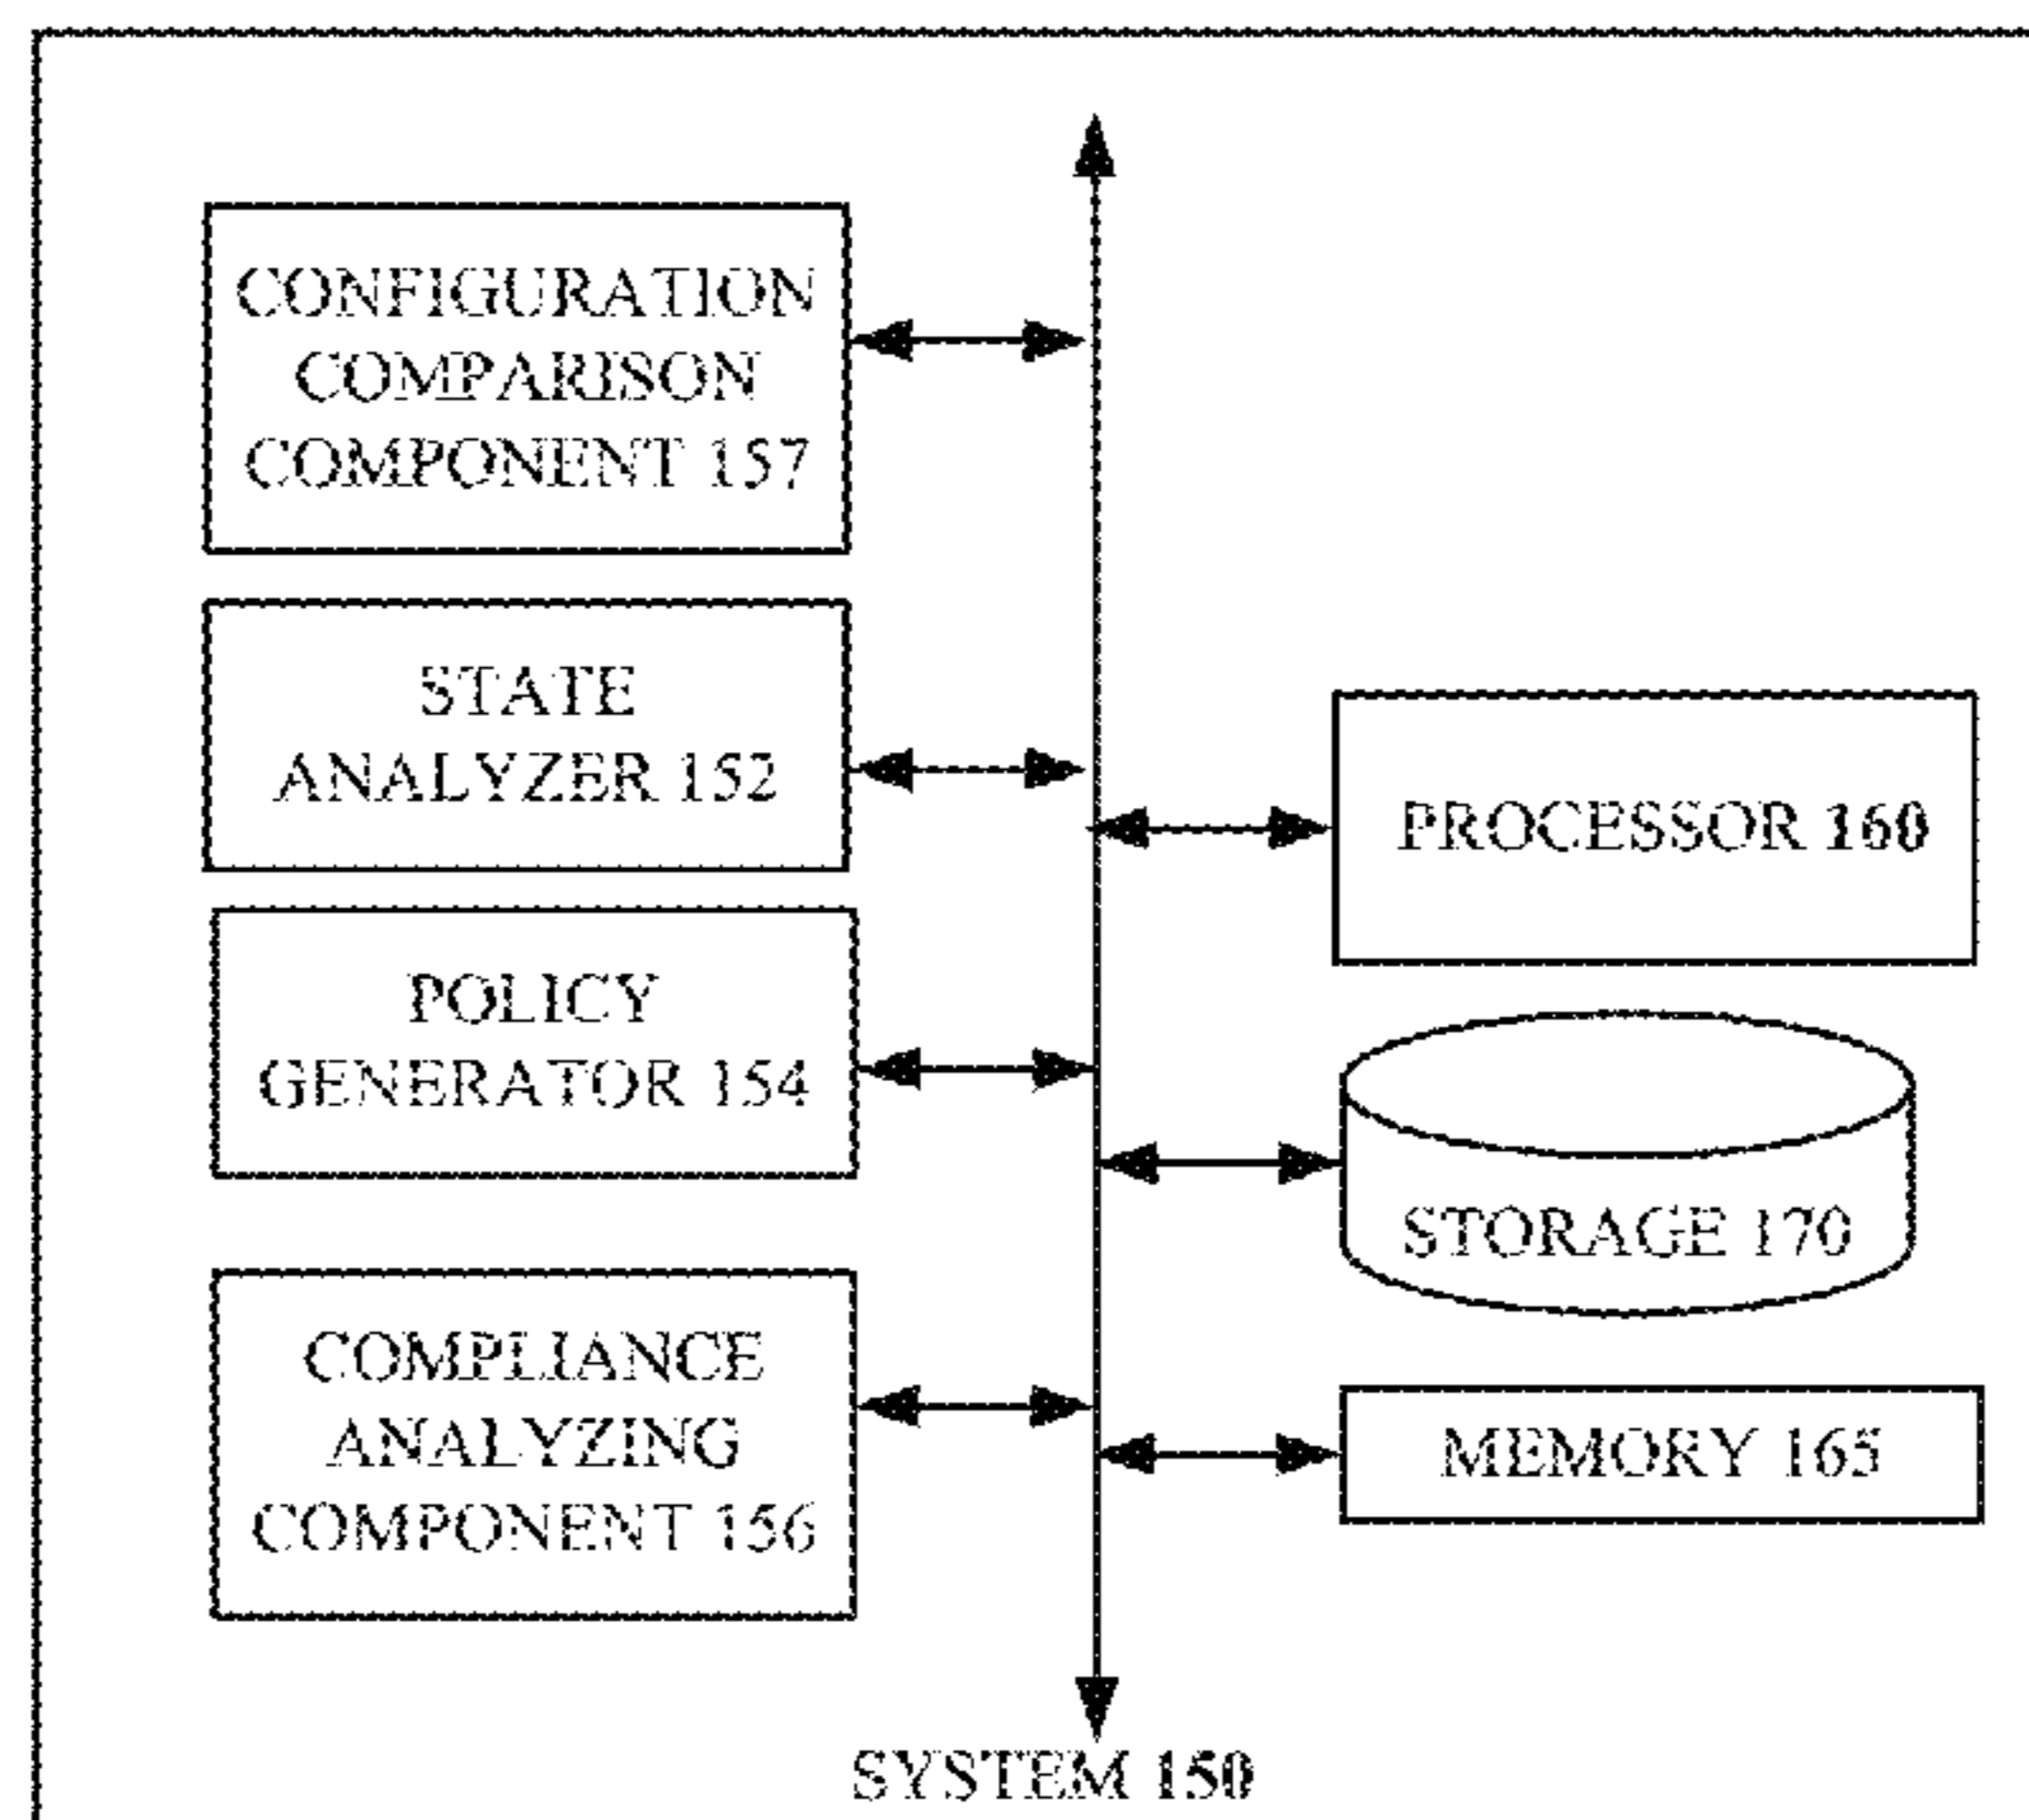 CONFIGURATION
COMPARISON
COMPONENT 157
STATE
ANALYZER 152
PROCESSOR 160
POLICY
GENERATOR 154
STORAGE 170
COMPLIANCE
ANALYZING
COMPONENT 156
MEMORY 165
SYSTEM 150